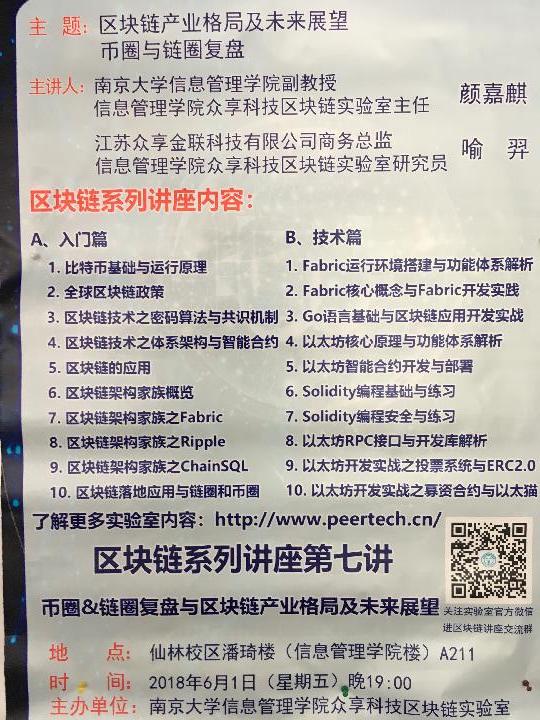 主 题: 区块链产业格局及未来展望
币圈与链圈复盘
主讲人: 南京大学信息管理学院副教授
信息管理学院众享科技区块链实验室主任 颜嘉麒
江苏众享金联科技有限公司商务总监
信息管理学院众享科技区块链实验室研究员 喻 羿
区块链系列讲座内容:
A、入门篇
1. 比特币基础与运行原理
2. 全球区块链政策
3. 区块链技术之密码算法与共识机制
4. 区块链技术之体系架构与智能合约
5. 区块链的应用
6. 区块链架构家族概览
7. 区块链架构家族之Fabric
8. 区块链架构家族之Ripple
9. 区块链架构家族之ChainSQL
10. 区块链落地应用与链圈和币圈
B、技术篇
1. Fabric运行环境搭建与功能体系解析
2. Fabric核心概念与Fabric开发实践
3. Go语言基础与区块链应用开发实战
4. 以太坊核心原理与功能体系解析
5. 以太坊智能合约开发与部署
6. Solidity编程基础与练习
7. Solidity编程安全与练习
8. 以太坊RPC接口与开发库解析
9. 以太坊开发实战之投票系统与ERC2.0
10. 以太坊开发实战之募资合约与以太猫
了解更多实验室内容: http://www.peertech.cn/
区块链系列讲座第七讲
币圈&链圈复盘与区块链产业格局及未来展望
关注实验室官方微信
进区块链讲座交流群
地 点: 仙林校区潘琦楼（信息管理学院楼）A211
时 间: 2018年6月1日（星期五）晚19:00
主办单位: 南京大学信息管理学院众享科技区块链实验室